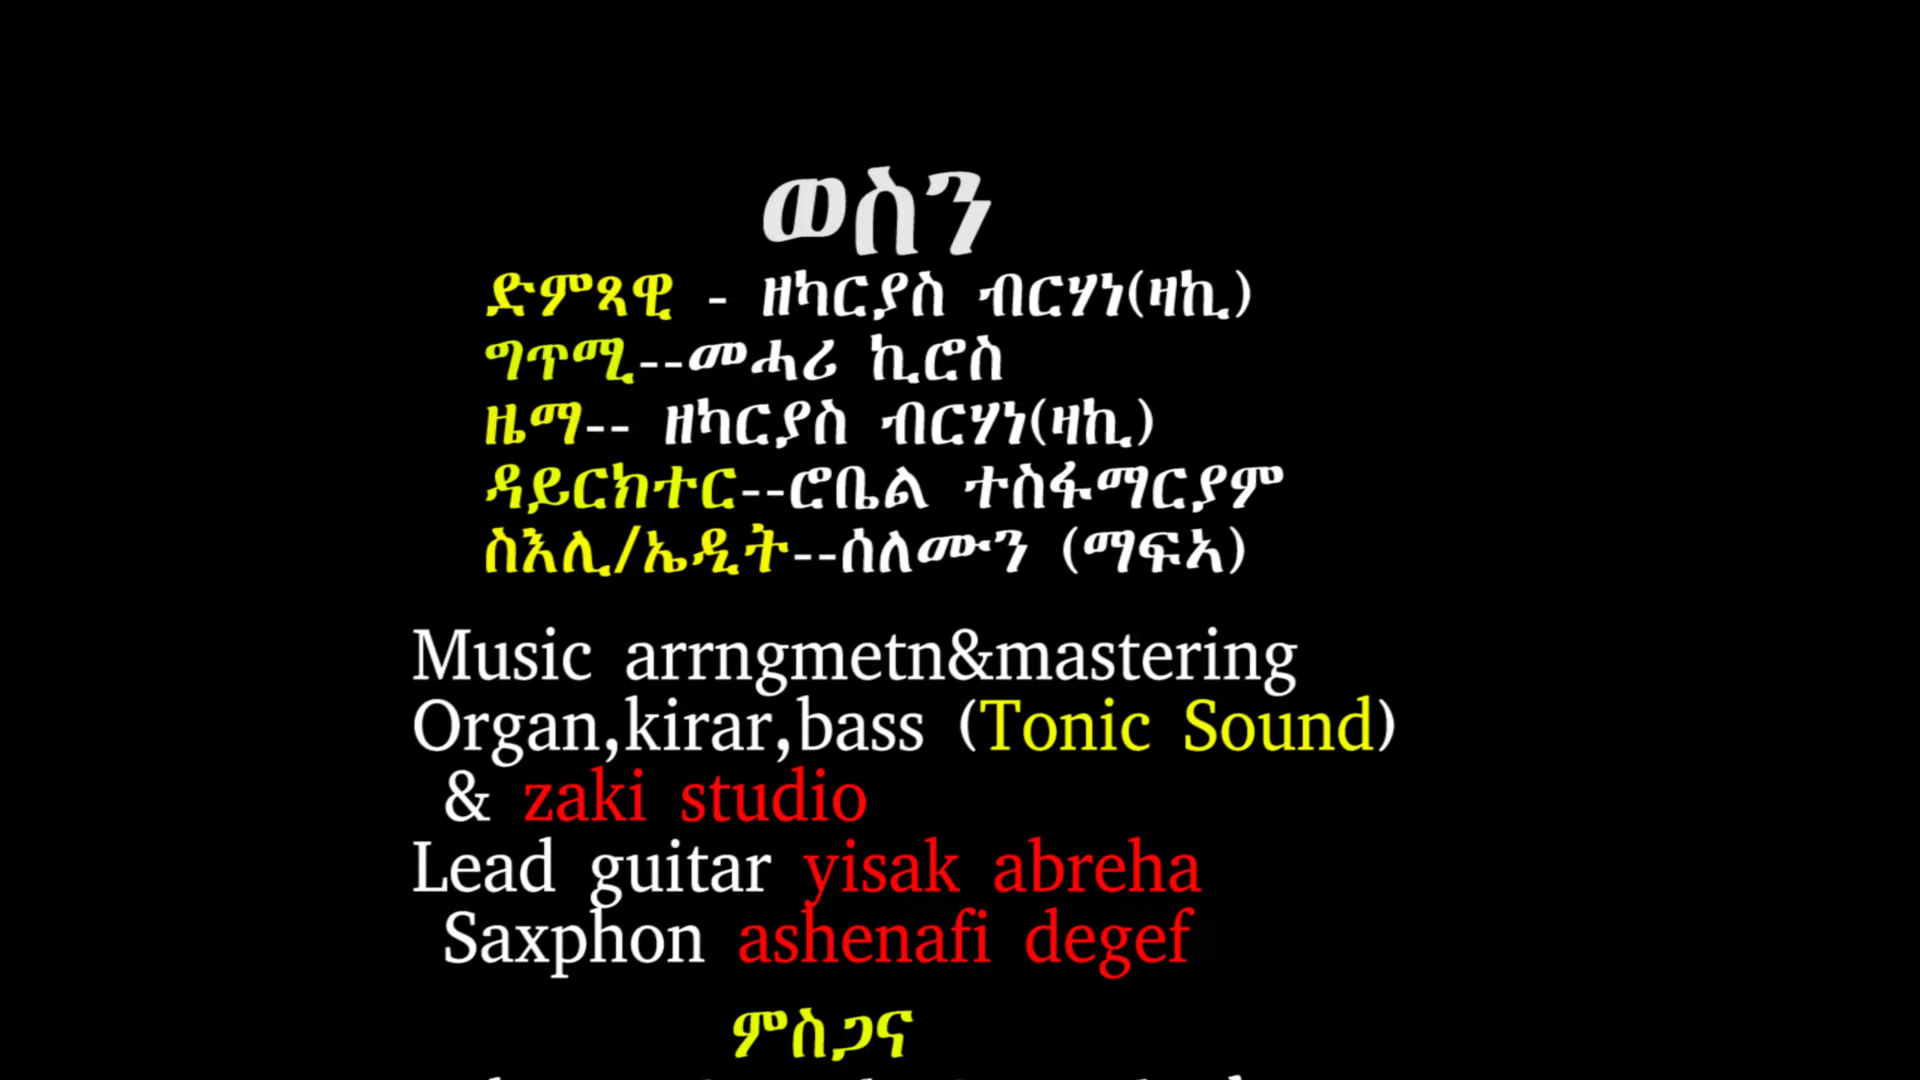 ወስን
ድምጻዊ - ዘካርያስ ብርሃነ(ዛኪ)
ግጥሚ--መሓሪ ኪሮስ
ዜማ-- ዘካርያስ ብርሃነ(ዛኪ)
ዳይርክተር--ሮቤል ተስፋማርያም
ስእሊ/ኤዲት--ሰለሙን (ማፍኣ)
Music arrngmetn&mastering
Organ,kirar,bass (Tonic Sound)
& zaki studio
Lead guitar yisak abreha
Saxphon ashenafi degef
ምስጋና